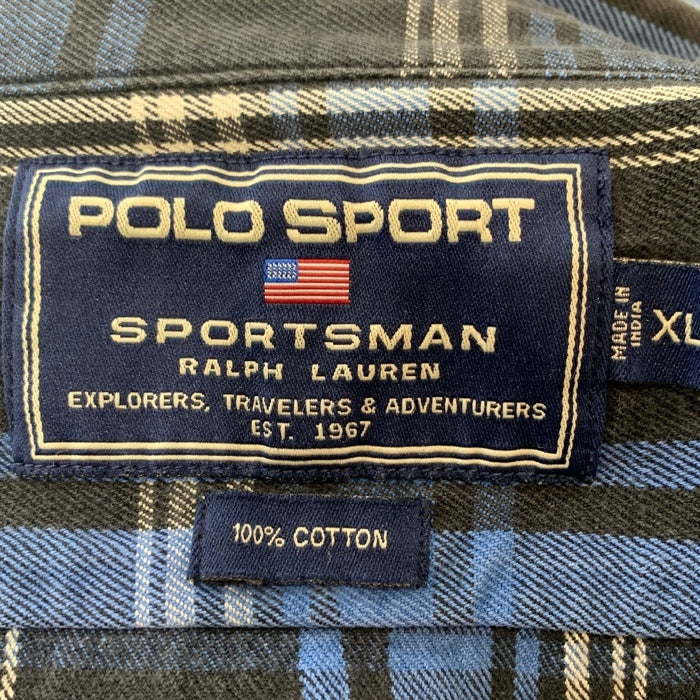 POLO SPORT
SPORTSMAN
RALPH LAUREN
EXPLORERS, TRAVELERS & ADVENTURERS
EST. 1967
MADE IN
INDIA
XL
100% COTTON